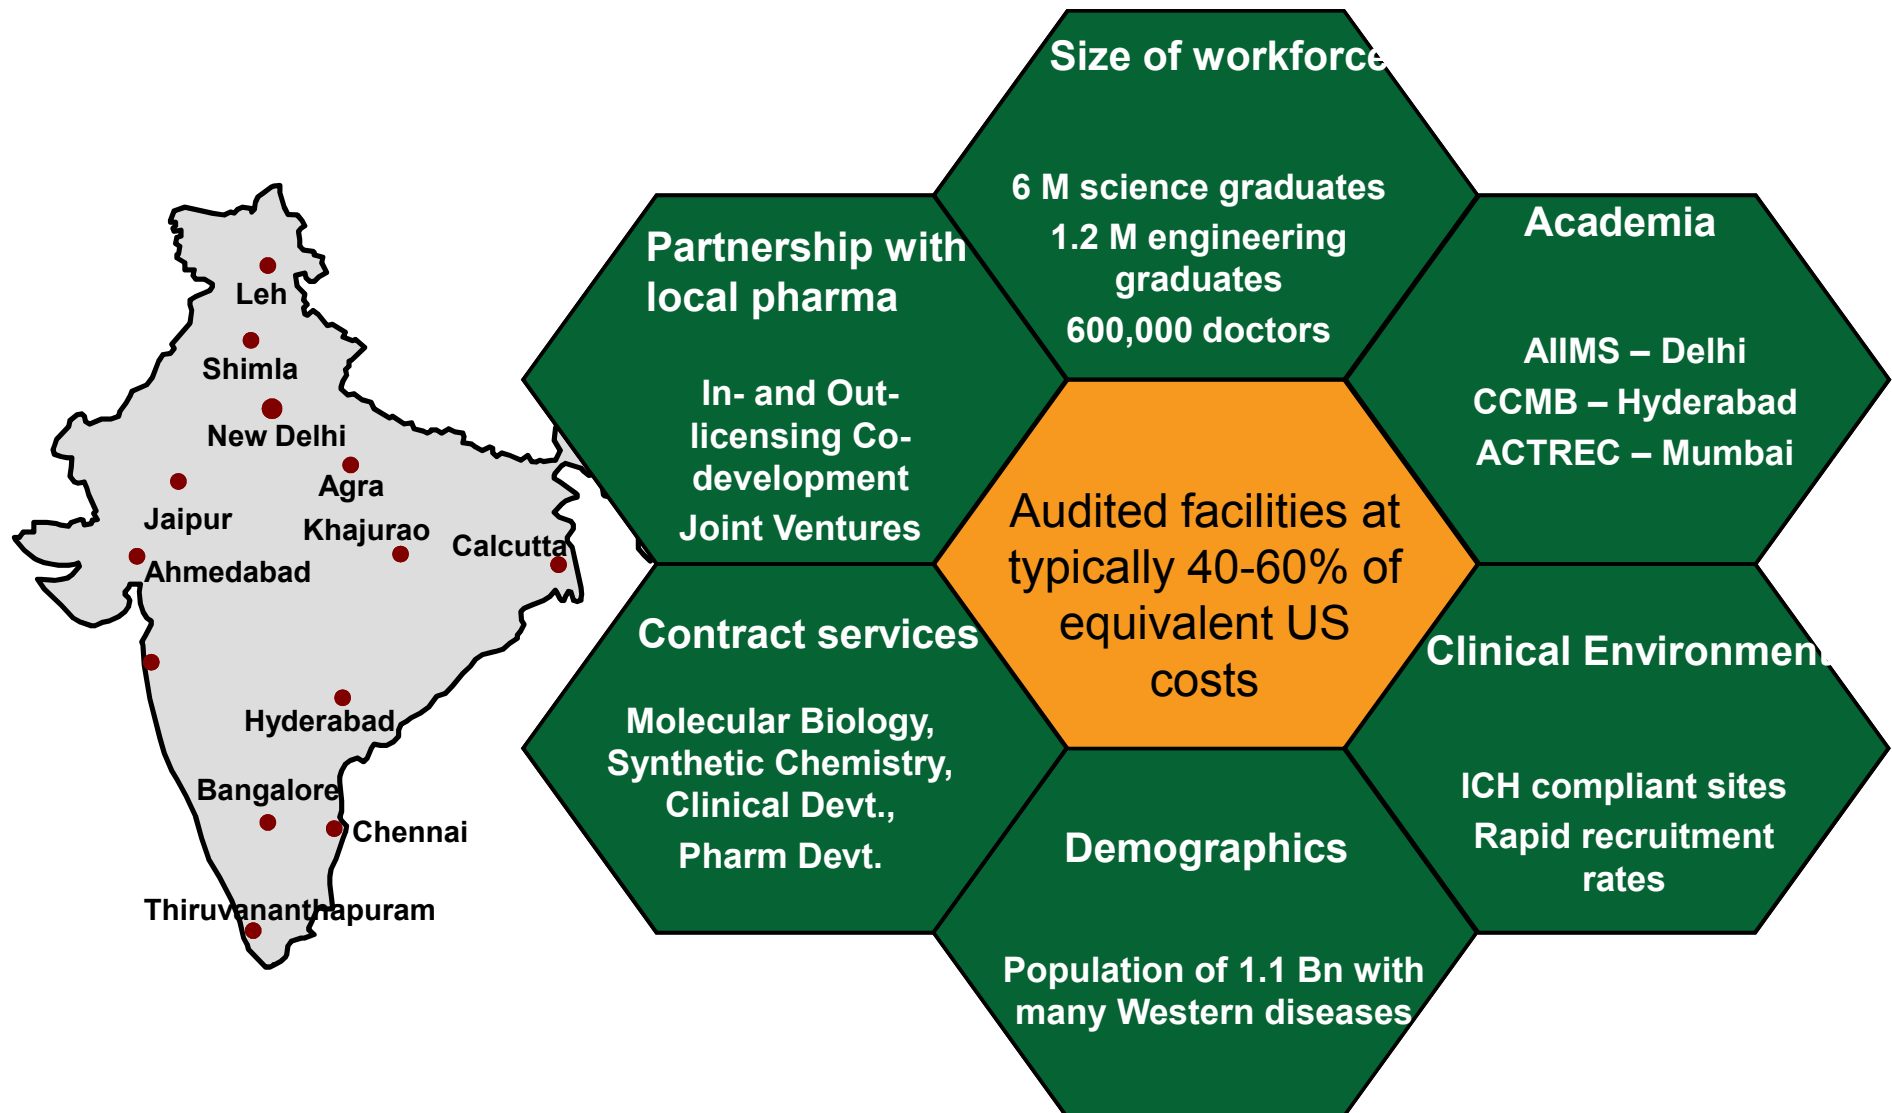 Leh
Shimla
New Delhi
Agra
Jaipur
Khajurao
Calcutta
Ahmedabad
Hyderabad
Bangalore
Chennai
Thiruvananthapuram
Size of workforce
6 M science graduates
1.2 M engineering
graduates
600,000 doctors
Partnership with
local pharma
In- and Out-
licensing Co-
development
Joint Ventures
Academia
AIIMS – Delhi
CCMB – Hyderabad
ACTREC – Mumbai
Audited facilities at
typically 40-60% of
equivalent US
costs
Contract services
Molecular Biology,
Synthetic Chemistry,
Clinical Devt.,
Pharm Devt.
Clinical Environment
ICH compliant sites
Rapid recruitment
rates
Demographics
Population of 1.1 Bn with
many Western diseases